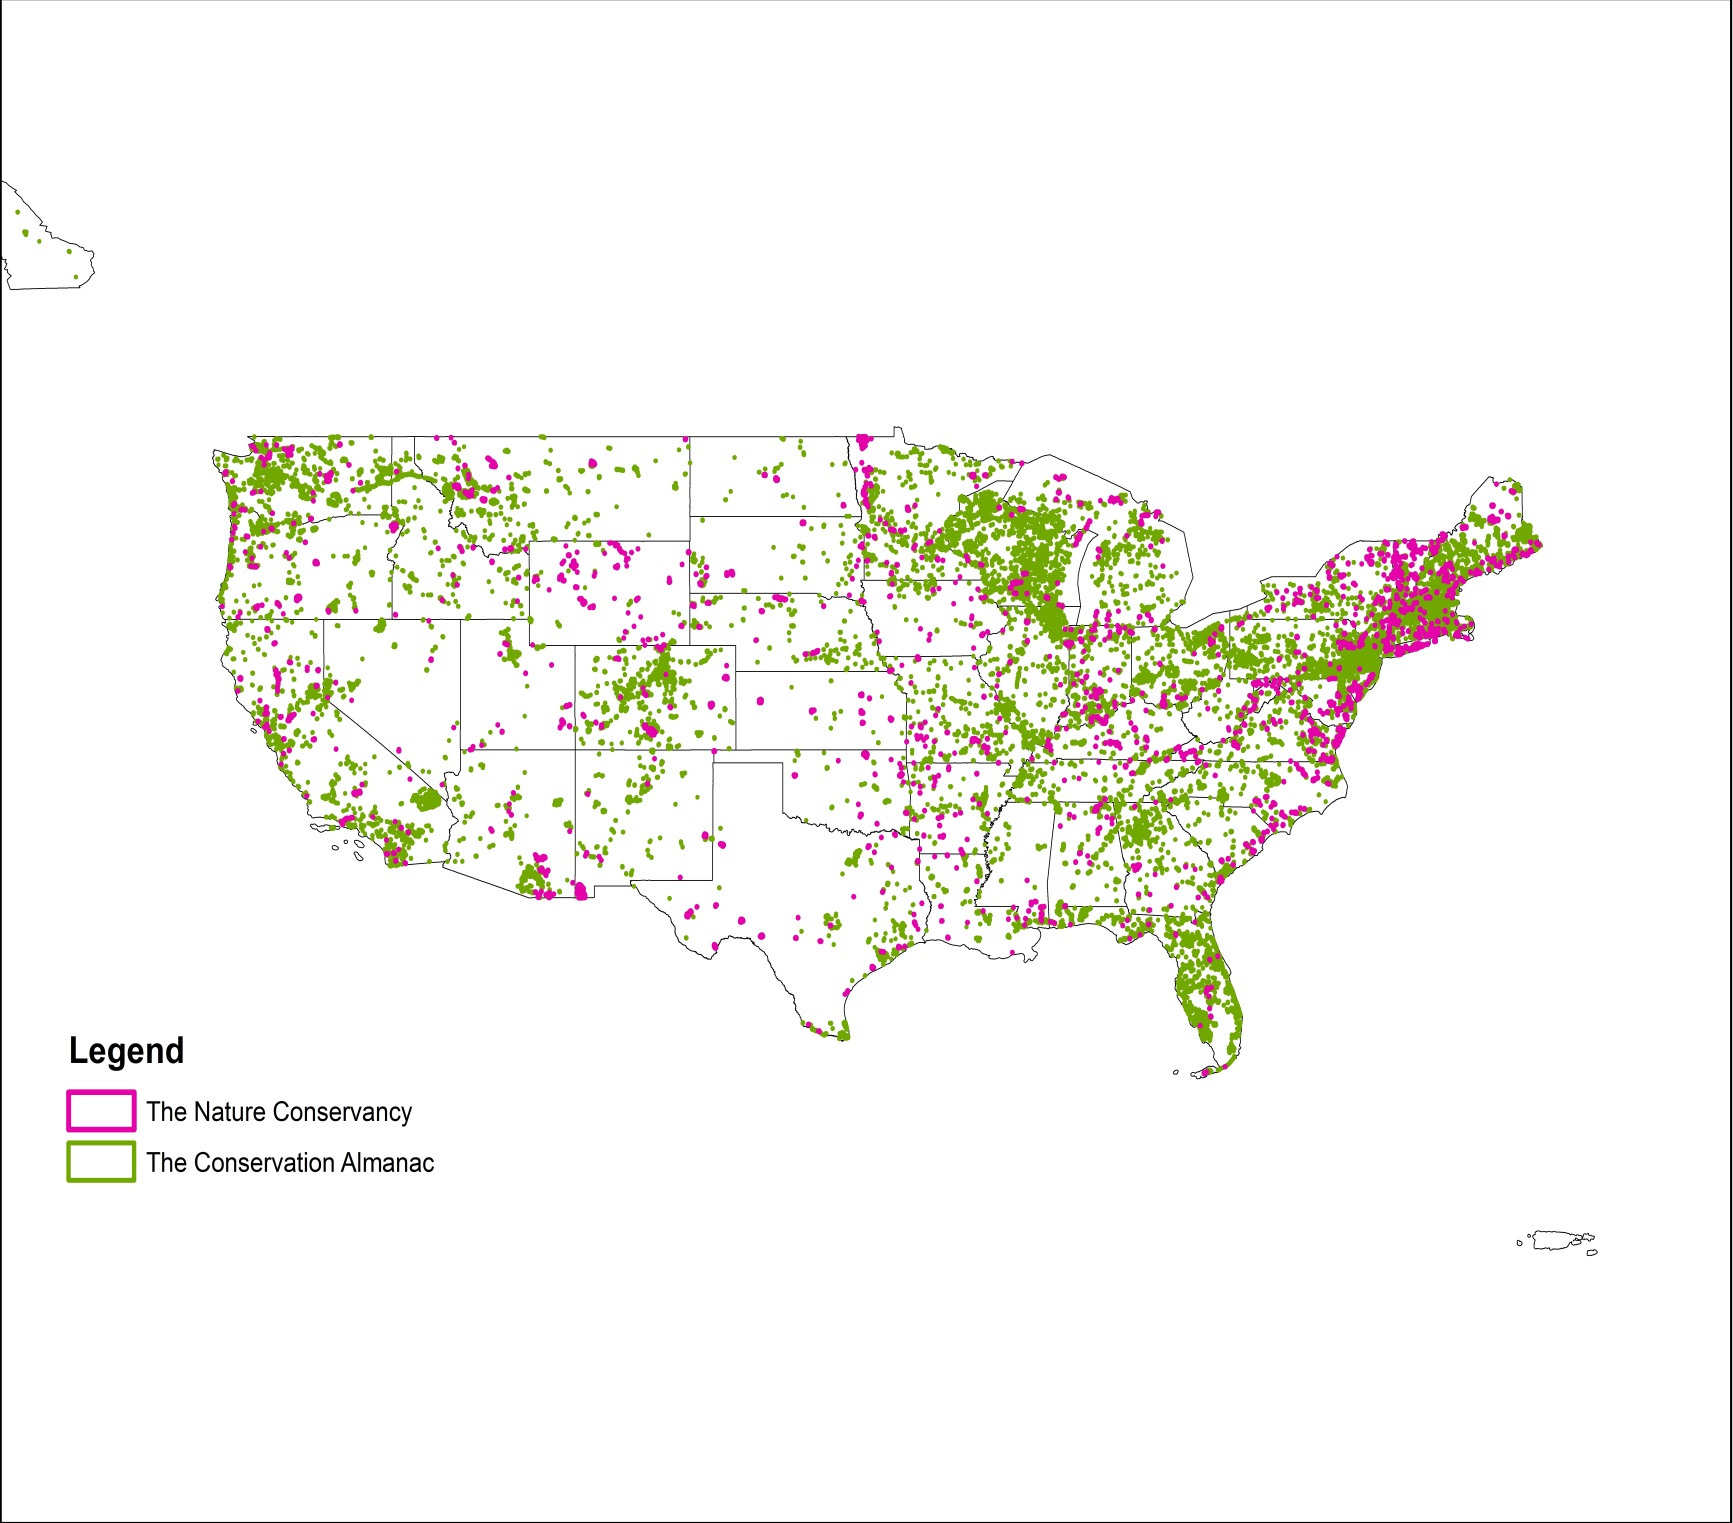 Legend
The Nature Conservancy
The Conservation Almanac